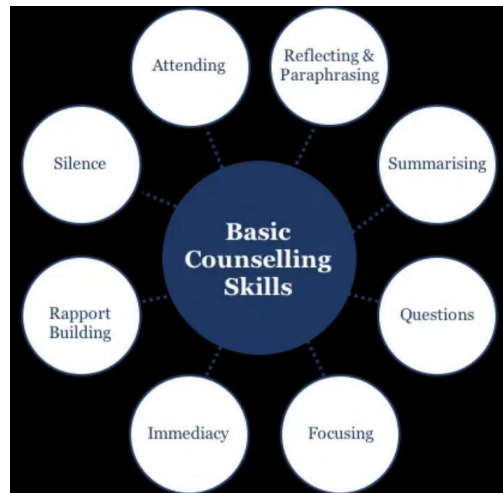 Attending
Reflecting &
Paraphrasing
Silence
Summarising
Basic
Counselling
Skills
Rapport
Building
Questions
Immediacy
Focusing